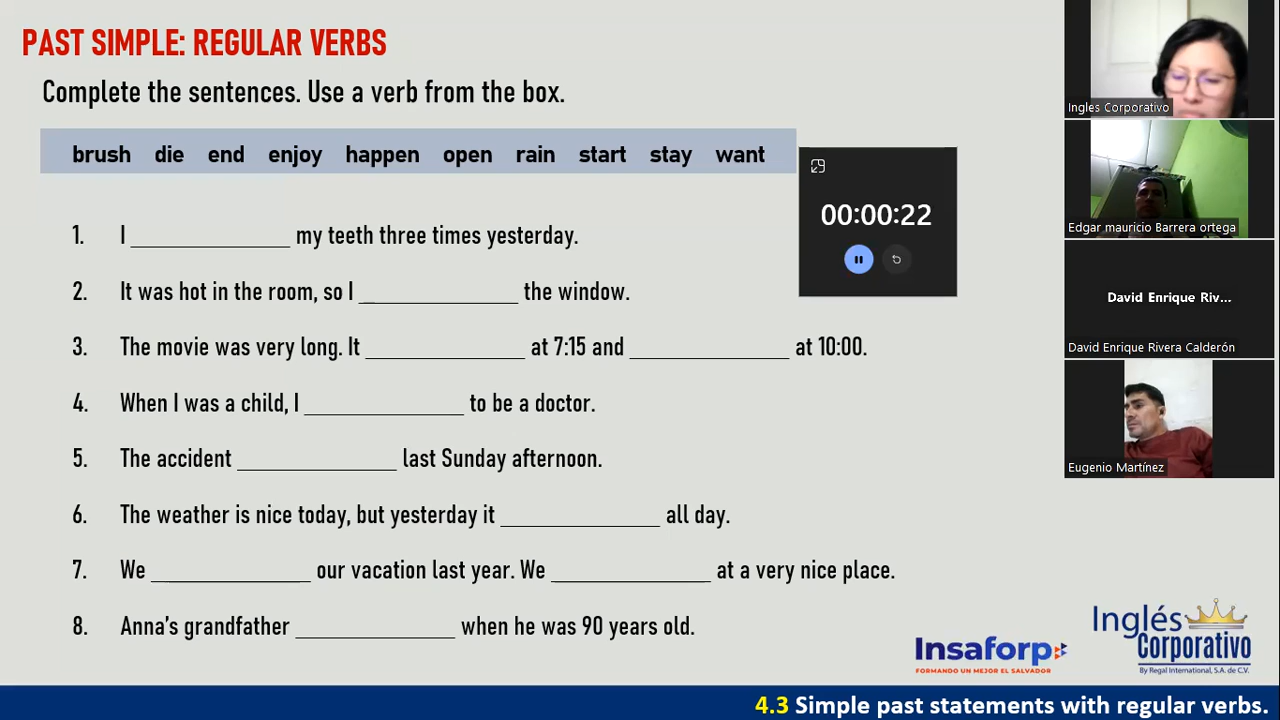 PAST SIMPLE: REGULAR VERBS
Complete the sentences. Use a verb from the box.
brush die end enjoy happen open rain start stay want
00:00:22
1. I ______________ my teeth three times yesterday.
2. It was hot in the room, so I ______________ the window.
3. The movie was very long. It ______________ at 7:15 and ______________ at 10:00.
4. When I was a child, I ______________ to be a doctor.
5. The accident ______________ last Sunday afternoon.
6. The weather is nice today, but yesterday it ______________ all day.
7. We ______________ our vacation last year. We ______________ at a very nice place.
8. Anna's grandfather ______________ when he was 90 years old.
Ingles Corporativo
Edgar mauricio Barrera ortega
David Enrique Riv...
David Enrique Rivera Calderón
Eugenio Martínez
Insaforp
FORMANDO UN MEJOR EL SALVADOR
Inglés
Corporativo
By Regal International, S.A. de C.V.
4.3 Simple past statements with regular verbs.